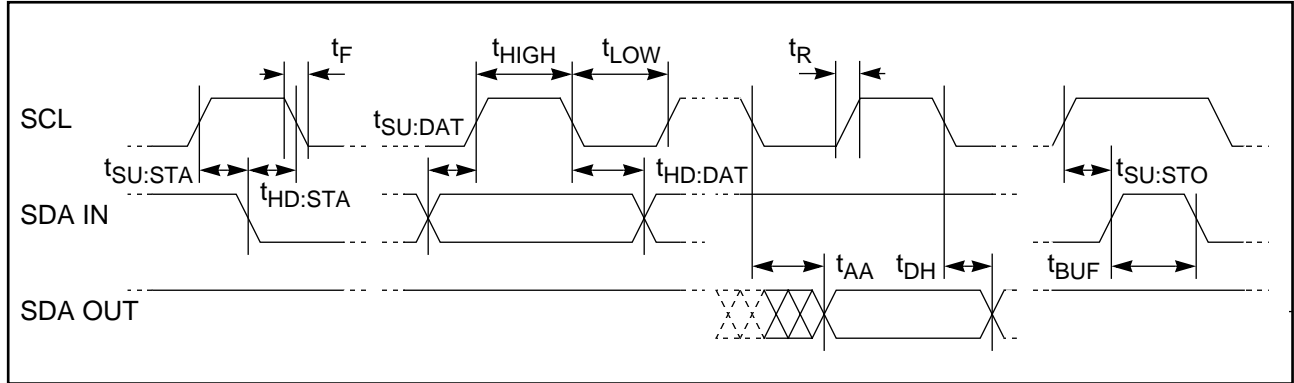 tF
tHIGH
tLOW
tR
SCL
tSU:DAT
tSU:STA
tHD:STA
tHD:DAT
tSU:STO
SDA IN
tAA
tDH
tBUF
SDA OUT